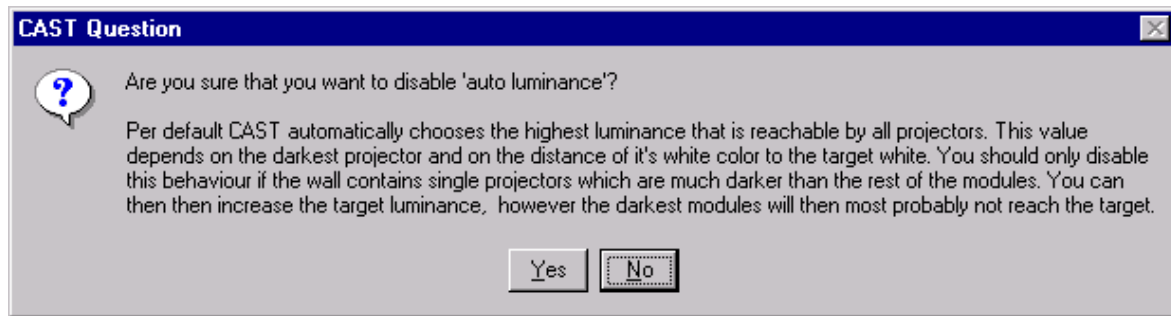 CAST Question
Are you sure that you want to disable 'auto luminance'?
Per default CAST automatically chooses the highest luminance that is reachable by all projectors. This value
depends on the darkest projector and on the distance of it's white color to the target white. You should only disable
this behaviour if the wall contains single projectors which are much darker than the rest of the modules. You can
then then increase the target luminance,  however the darkest modules will then most probably not reach the target.
Yes No